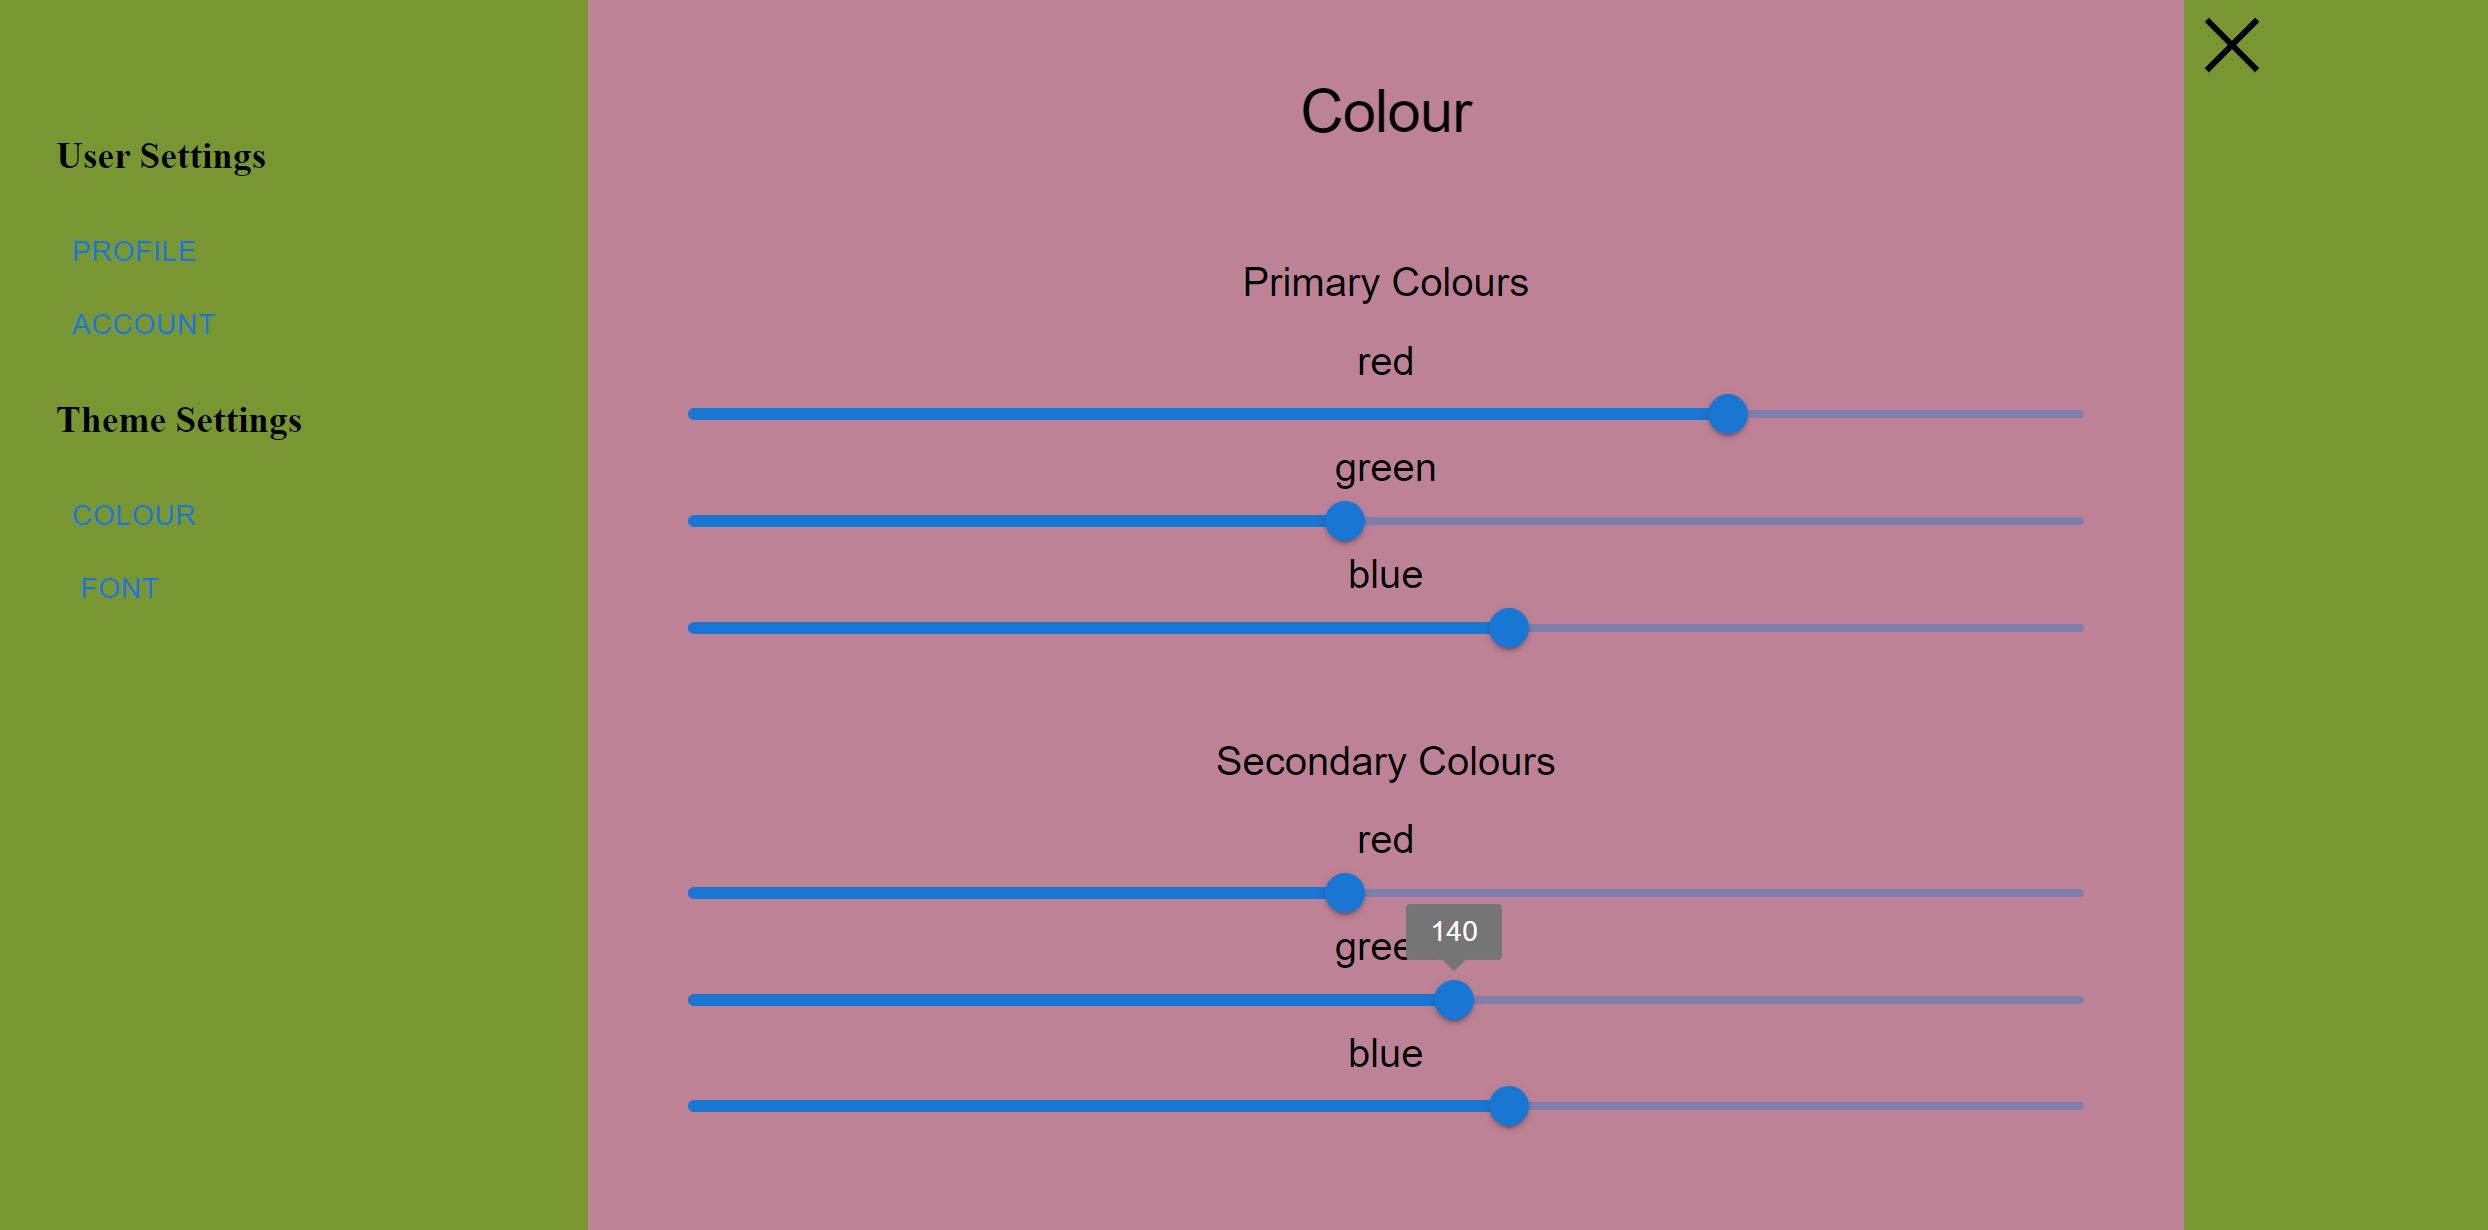 User Settings
PROFILE
ACCOUNT
Theme Settings
COLOUR
FONT
Colour
Primary Colours
red
green
blue
Secondary Colours
red
140
gree
blue